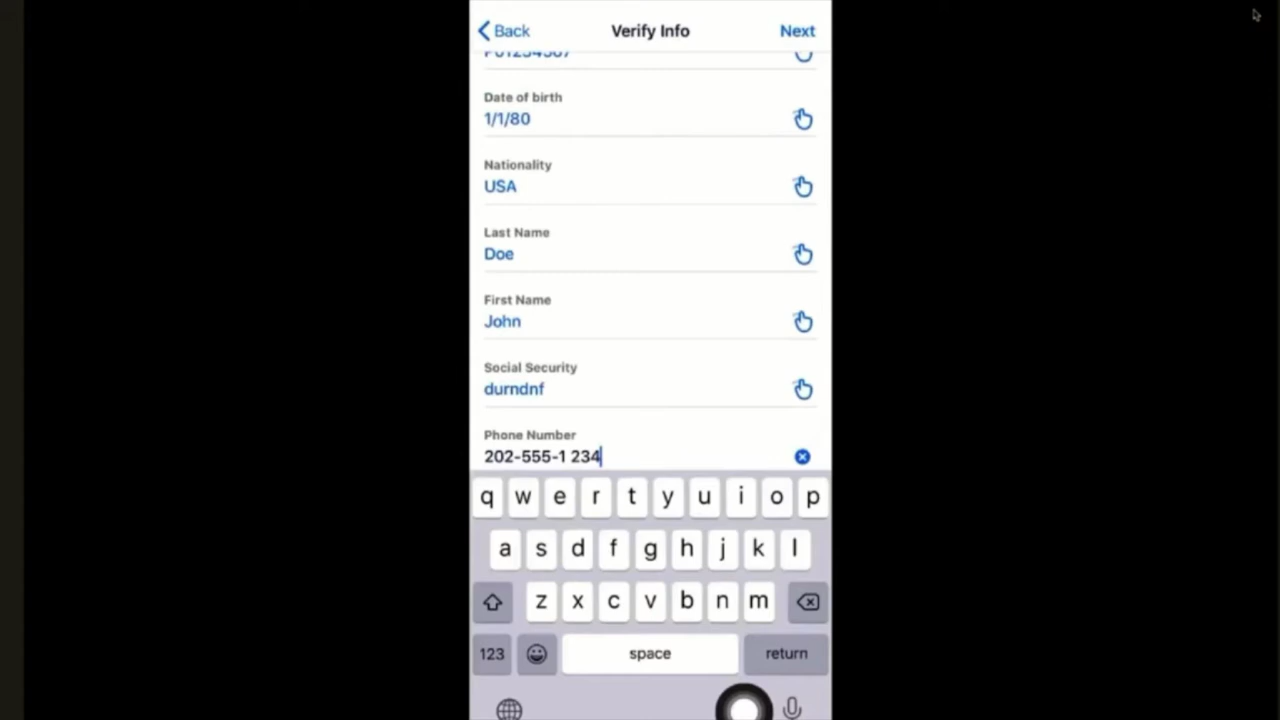 Back Verify Info Next
P01234567
Date of birth
1/1/80
Nationality
USA
Last Name
Doe
First Name
John
Social Security
durndnf
Phone Number
202-555-1 234
q w e r t y u i o p
a s d f g h j k l
z x c v b n m
123 space return